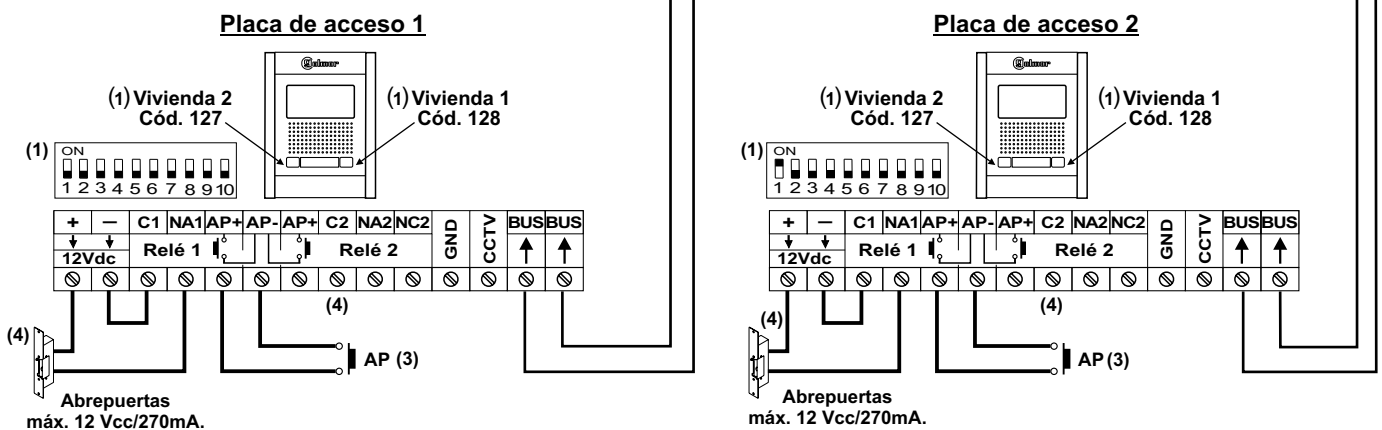 Placa de acceso 1
Golmar
(1) Vivienda 2
Cód. 127
(1) Vivienda 1
Cód. 128
(1)
ON
1 2 3 4 5 6 7 8 9 10
+ — C1 NA1 AP+ AP- AP+ C2 NA2 NC2 GND CCTV BUS BUS
12Vdc Relé 1 Relé 2
(4)
(4)
AP (3)
Abrepuertas
máx. 12 Vcc/270mA.
Placa de acceso 2
Golmar
(1) Vivienda 2
Cód. 127
(1) Vivienda 1
Cód. 128
(1)
ON
1 2 3 4 5 6 7 8 9 10
+ — C1 NA1 AP+ AP- AP+ C2 NA2 NC2 GND CCTV BUS BUS
12Vdc Relé 1 Relé 2
(4)
(4)
AP (3)
Abrepuertas
máx. 12 Vcc/270mA.